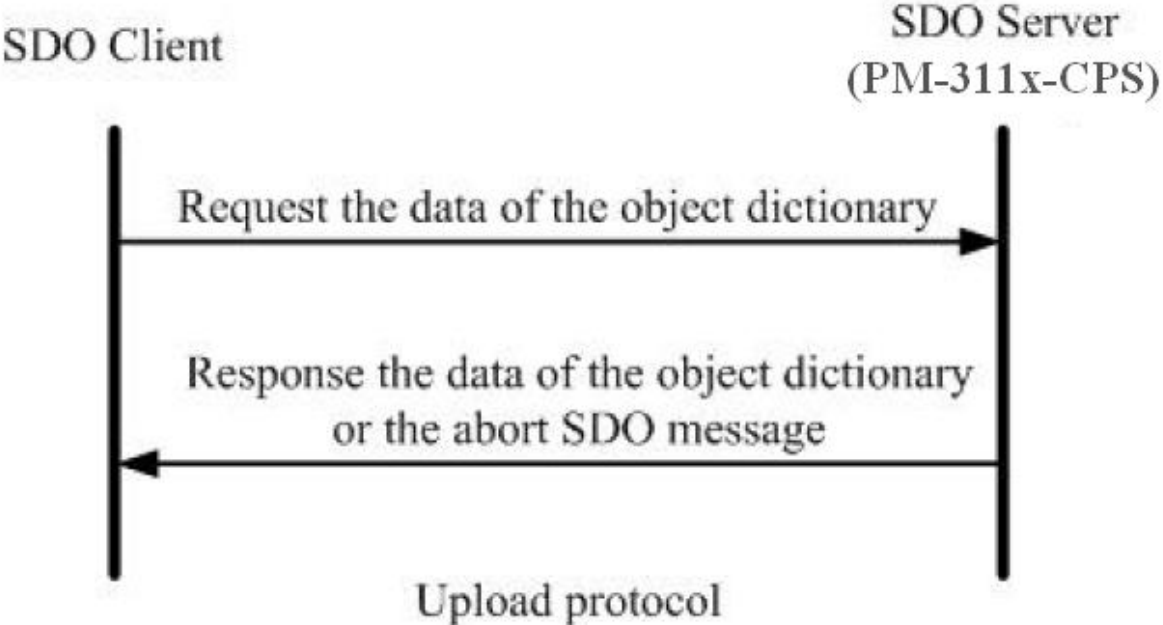 SDO Client
SDO Server
(PM-311x-CPS)
Request the data of the object dictionary
Response the data of the object dictionary
or the abort SDO message
Upload protocol